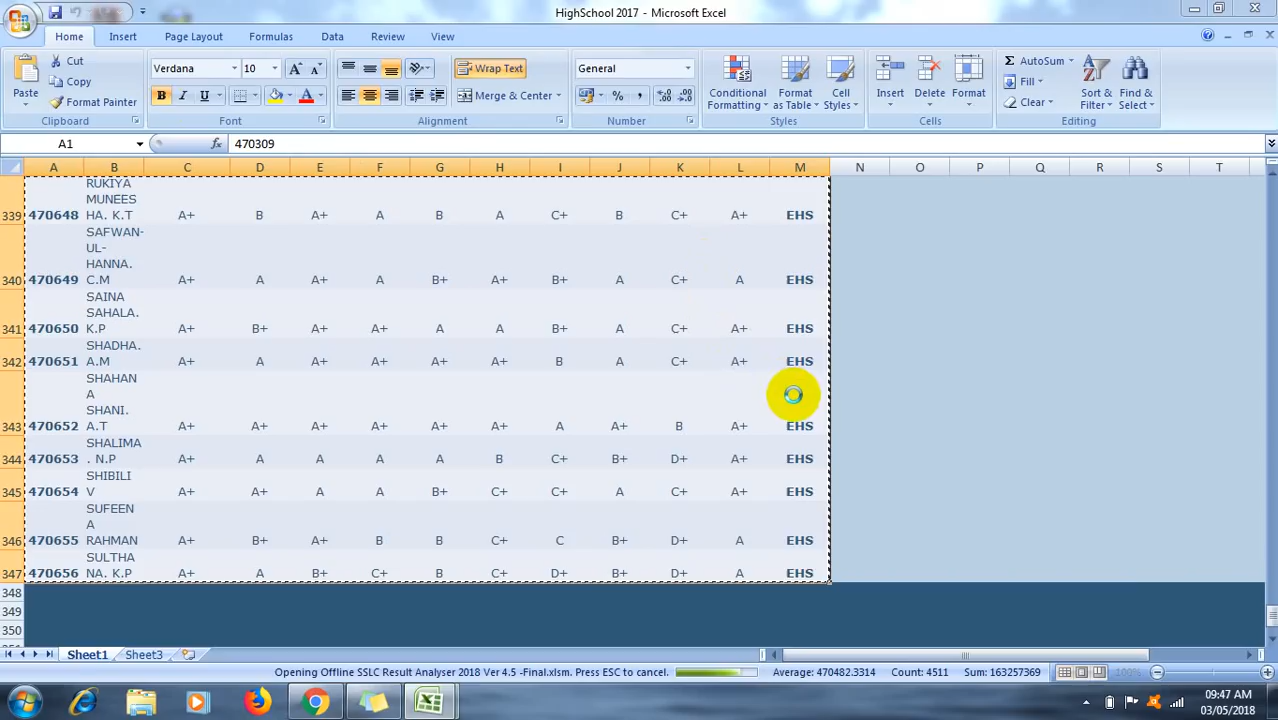 HighSchool 2017 - Microsoft Excel
Home Insert Page Layout Formulas Data Review View
Paste Cut Copy Format Painter Clipboard
Verdana 10 A A B I U A Font
Wrap Text Merge & Center Alignment
General % , Number
Conditional Formatting Format as Table Cell Styles Styles
Insert Delete Format Cells
Σ AutoSum Fill Clear Sort & Filter Find & Select Editing
A1 fx 470309
A B C D E F G H I J K L M N O P Q R S T
339 470648 RUKIYA MUNEES HA. K.T A+ B A+ A B A C+ B C+ A+ EHS
340 470649 SAFWAN-UL-HANNA. C.M A+ A A+ A B+ A+ B+ A C+ A EHS
341 470650 SAINA SAHALA. K.P A+ B+ A+ A+ A A B+ A C+ A+ EHS
342 470651 SHADHA. A.M A+ A A+ A+ A+ A+ B A C+ A+ EHS
343 470652 SHAHAN A SHANI. A.T A+ A+ A+ A+ A+ A+ A A+ B A+ EHS
344 470653 SHALIMA . N.P A+ A A A A B C+ B+ D+ A+ EHS
345 470654 SHIBILI V A+ A+ A A B+ C+ C+ A C+ A+ EHS
346 470655 SUFEEN A RAHMAN A+ B+ A+ B B C+ C B+ D+ A EHS
347 470656 SULTHA NA. K.P A+ A B+ C+ B C+ D+ B+ D+ A EHS
348
349
350
Sheet1 Sheet3
Opening Offline SSLC Result Analyser 2018 Ver 4.5 -Final.xlsm. Press ESC to cancel. Average: 470482.3314 Count: 4511 Sum: 163257369 100%
09:47 AM
03/05/2018